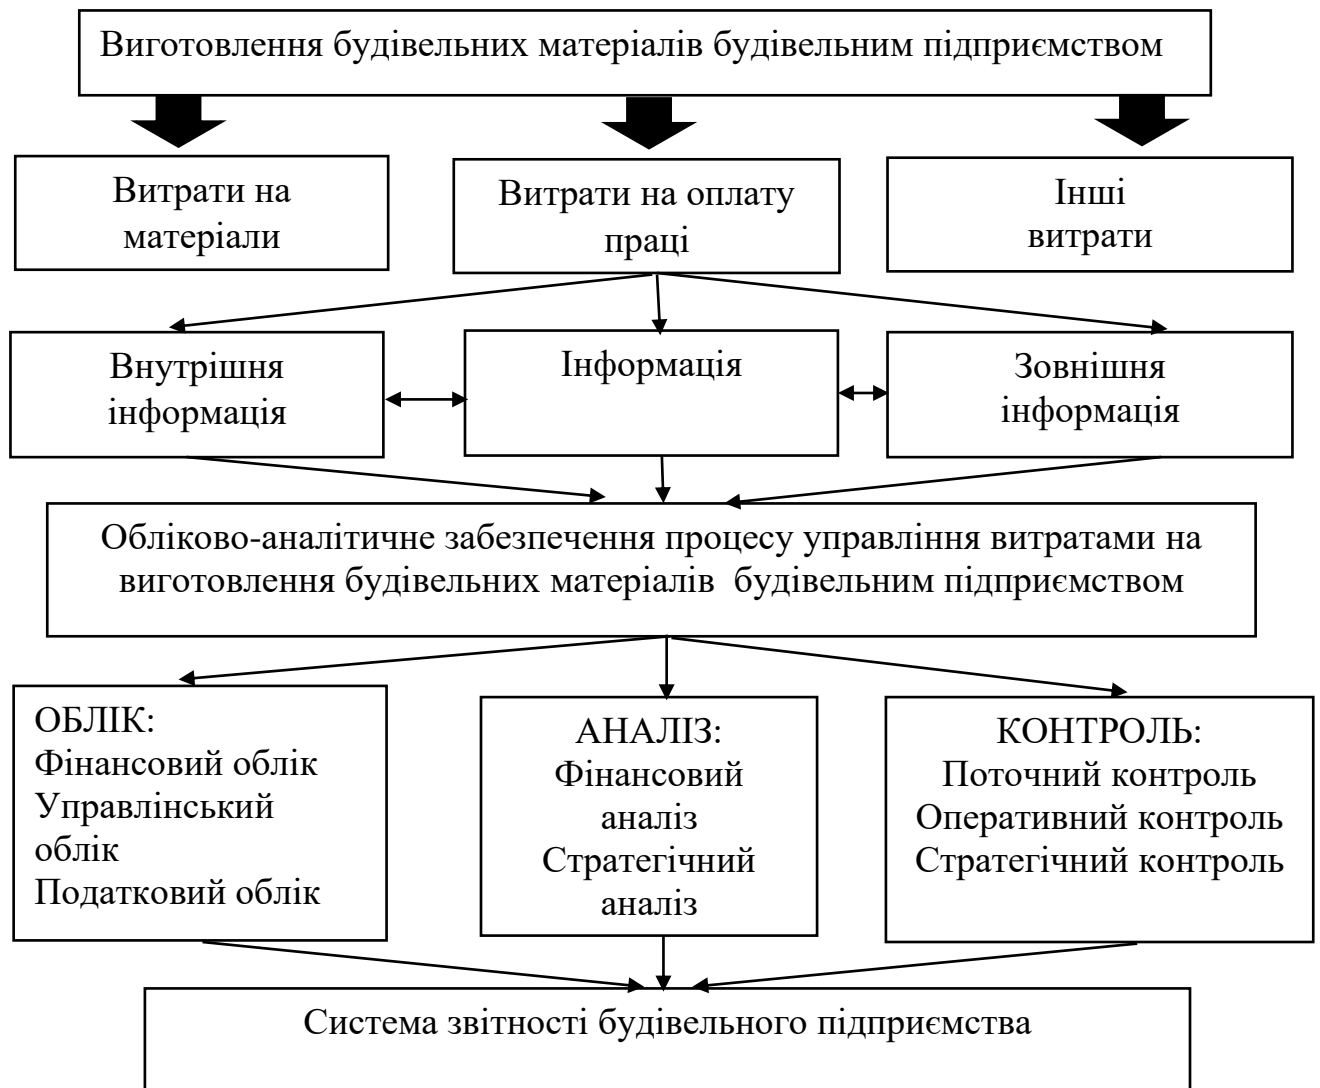 Виготовлення будівельних матеріалів будівельним підприємством
Витрати на
матеріали
Витрати на оплату
праці
Інші
витрати
Внутрішня
інформація
Інформація
Зовнішня
інформація
Обліково-аналітичне забезпечення процесу управління витратами на
виготовлення будівельних матеріалів  будівельним підприємством
ОБЛІК:
Фінансовий облік
Управлінський
облік
Податковий облік
АНАЛІЗ:
Фінансовий
аналіз
Стратегічний
аналіз
КОНТРОЛЬ:
Поточний контроль
Оперативний контроль
Стратегічний контроль
Система звітності будівельного підприємства